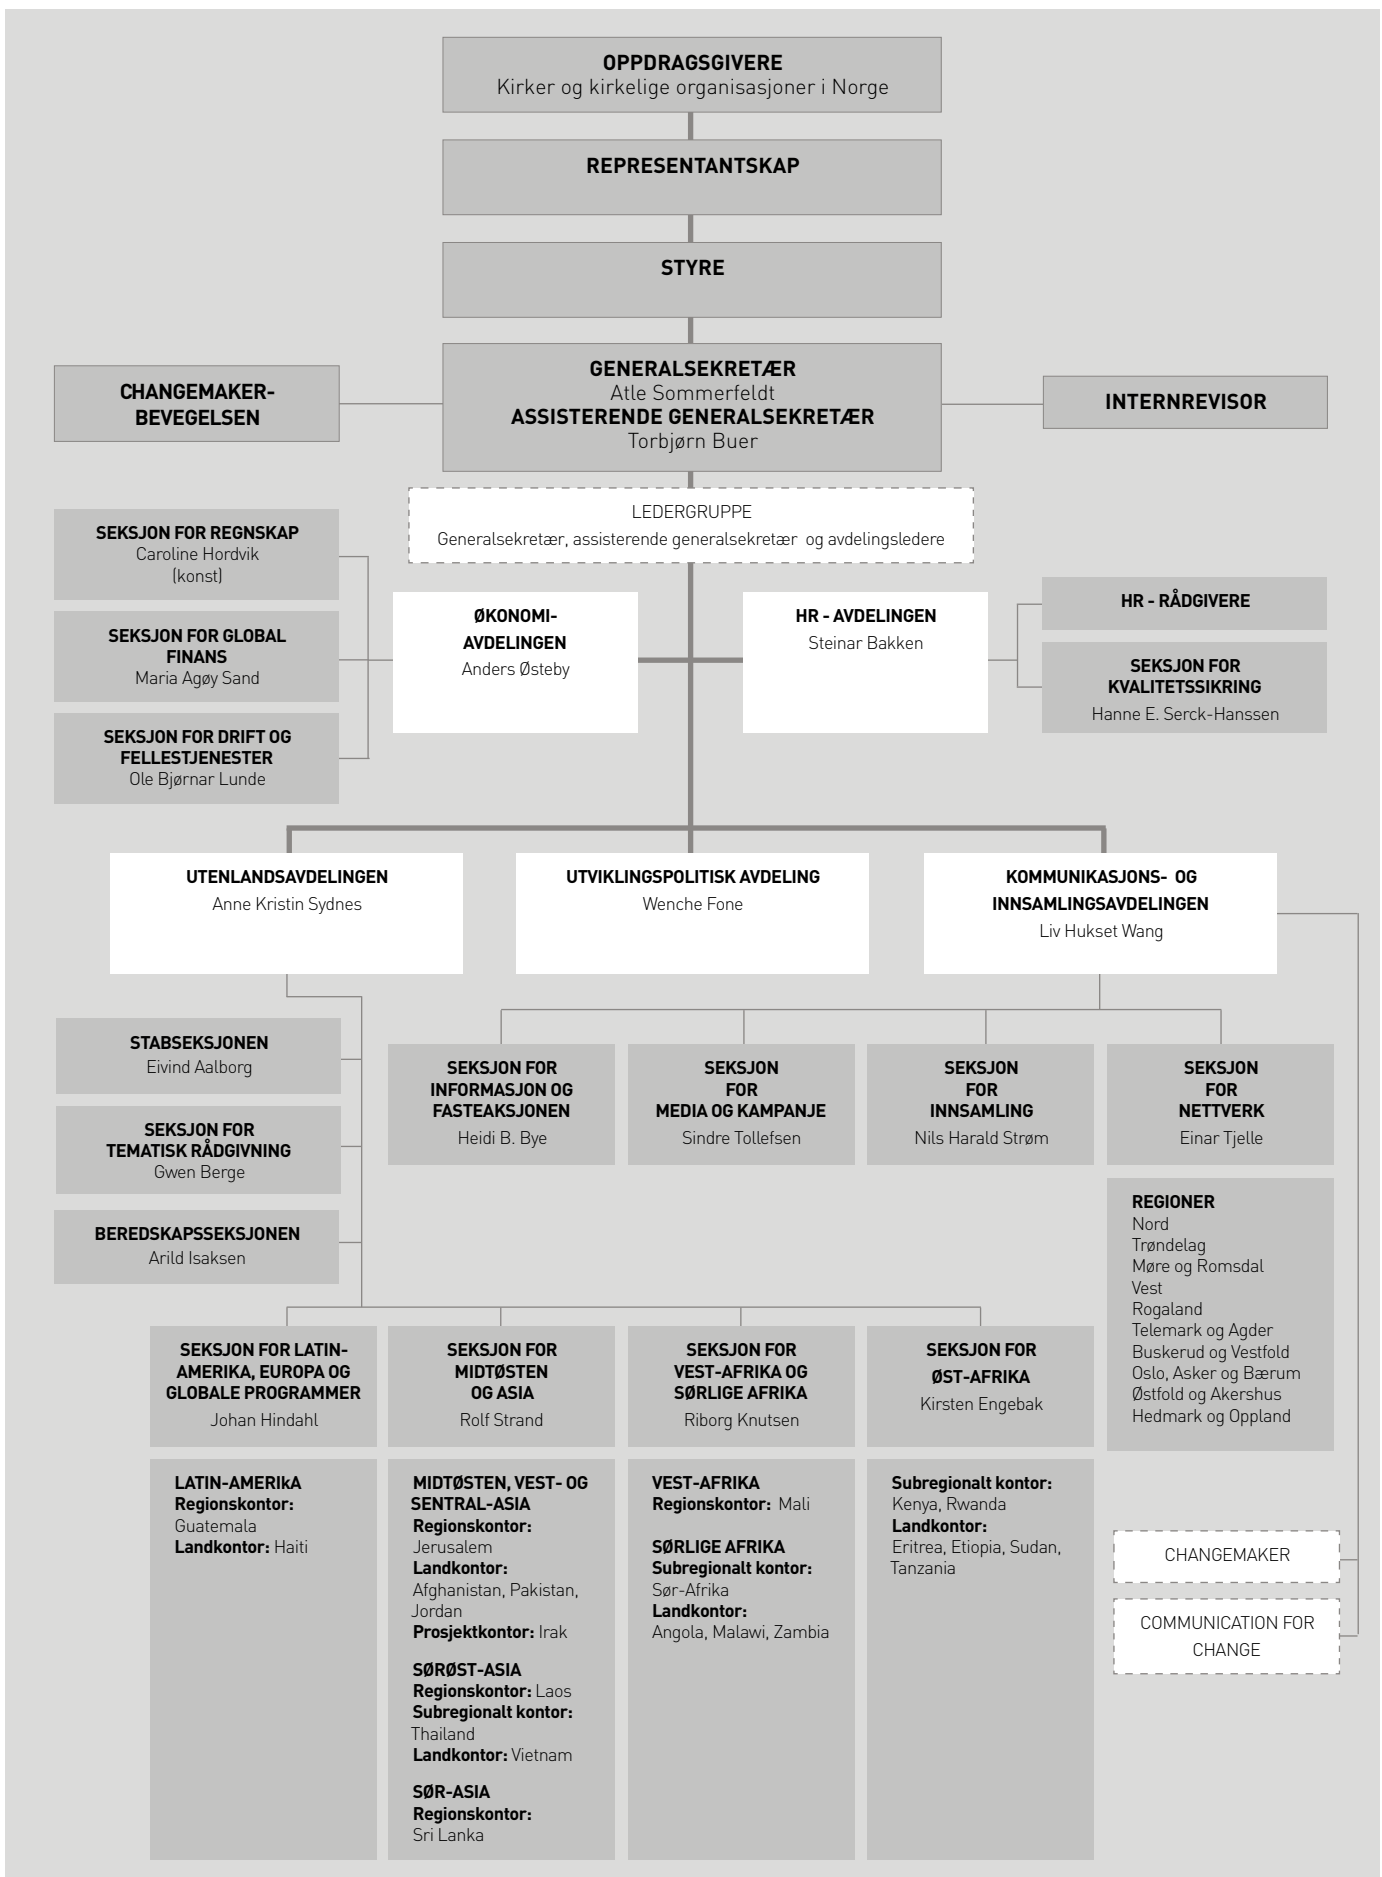 OPPDRAGSGIVERE
Kirker og kirkelige organisasjoner i Norge
REPRESENTANTSKAP
STYRE
GENERALSEKRETÆR
Atle Sommerfeldt
ASSISTERENDE GENERALSEKRETÆR
Torbjørn Buer
CHANGEMAKER-
BEVEGELSEN
INTERNREVISOR
LEDERGRUPPE
Generalsekretær, assisterende generalsekretær og avdelingsledere
SEKSJON FOR REGNSKAP
Caroline Hordvik
(konst)
SEKSJON FOR GLOBAL
FINANS
Maria Agøy Sand
SEKSJON FOR DRIFT OG
FELLESTJENESTER
Ole Bjørnar Lunde
ØKONOMI-
AVDELINGEN
Anders Østeby
HR - AVDELINGEN
Steinar Bakken
HR - RÅDGIVERE
SEKSJON FOR
KVALITETSSIKRING
Hanne E. Serck-Hanssen
UTENLANDSAVDELINGEN
Anne Kristin Sydnes
UTVIKLINGSPOLITISK AVDELING
Wenche Fone
KOMMUNIKASJONS- OG
INNSAMLINGSAVDELINGEN
Liv Hukset Wang
STABSEKSJONEN
Eivind Aalborg
SEKSJON FOR
TEMATISK RÅDGIVNING
Gwen Berge
BEREDSKAPSSEKSJONEN
Arild Isaksen
SEKSJON FOR
INFORMASJON OG
FASTEAKSJONEN
Heidi B. Bye
SEKSJON
FOR
MEDIA OG KAMPANJE
Sindre Tollefsen
SEKSJON
FOR
INNSAMLING
Nils Harald Strøm
SEKSJON
FOR
NETTVERK
Einar Tjelle
REGIONER
Nord
Trøndelag
Møre og Romsdal
Vest
Rogaland
Telemark og Agder
Buskerud og Vestfold
Oslo, Asker og Bærum
Østfold og Akershus
Hedmark og Oppland
SEKSJON FOR LATIN-
AMERIKA, EUROPA OG
GLOBALE PROGRAMMER
Johan Hindahl
SEKSJON FOR
MIDTØSTEN
OG ASIA
Rolf Strand
SEKSJON FOR
VEST-AFRIKA OG
SØRLIGE AFRIKA
Riborg Knutsen
SEKSJON FOR
ØST-AFRIKA
Kirsten Engebak
LATIN-AMERIkA
Regionskontor:
Guatemala
Landkontor: Haiti
MIDTØSTEN, VEST- OG
SENTRAL-ASIA
Regionskontor:
Jerusalem
Landkontor:
Afghanistan, Pakistan,
Jordan
Prosjektkontor: Irak
SØRØST-ASIA
Regionskontor: Laos
Subregionalt kontor:
Thailand
Landkontor: Vietnam
SØR-ASIA
Regionskontor:
Sri Lanka
VEST-AFRIKA
Regionskontor: Mali
SØRLIGE AFRIKA
Subregionalt kontor:
Sør-Afrika
Landkontor:
Angola, Malawi, Zambia
Subregionalt kontor:
Kenya, Rwanda
Landkontor:
Eritrea, Etiopia, Sudan,
Tanzania
CHANGEMAKER
COMMUNICATION FOR
CHANGE